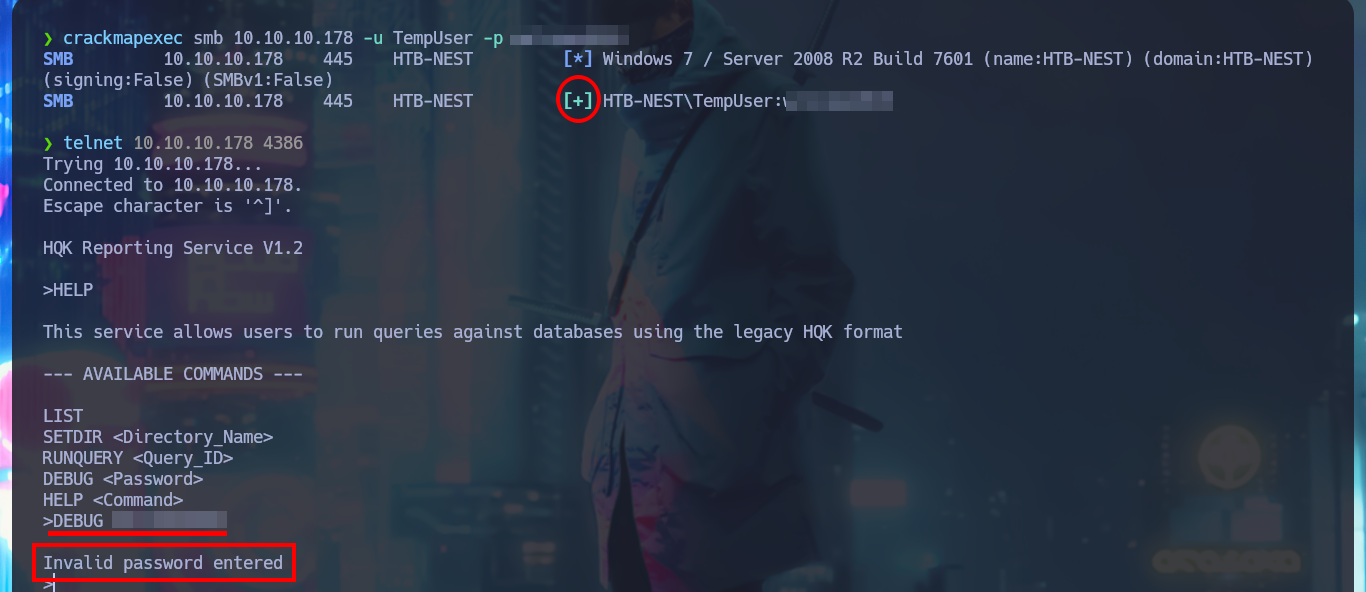 ❯ crackmapexec smb 10.10.10.178 -u TempUser -p
SMB 10.10.10.178 445 HTB-NEST [*] Windows 7 / Server 2008 R2 Build 7601 (name:HTB-NEST) (domain:HTB-NEST)
(signing:False) (SMBv1:False)
SMB 10.10.10.178 445 HTB-NEST [+] HTB-NEST\TempUser:
❯ telnet 10.10.10.178 4386
Trying 10.10.10.178...
Connected to 10.10.10.178.
Escape character is '^]'.
HQK Reporting Service V1.2
>HELP
This service allows users to run queries against databases using the legacy HQK format
--- AVAILABLE COMMANDS ---
LIST
SETDIR <Directory_Name>
RUNQUERY <Query_ID>
DEBUG <Password>
HELP <Command>
>DEBUG
Invalid password entered
>